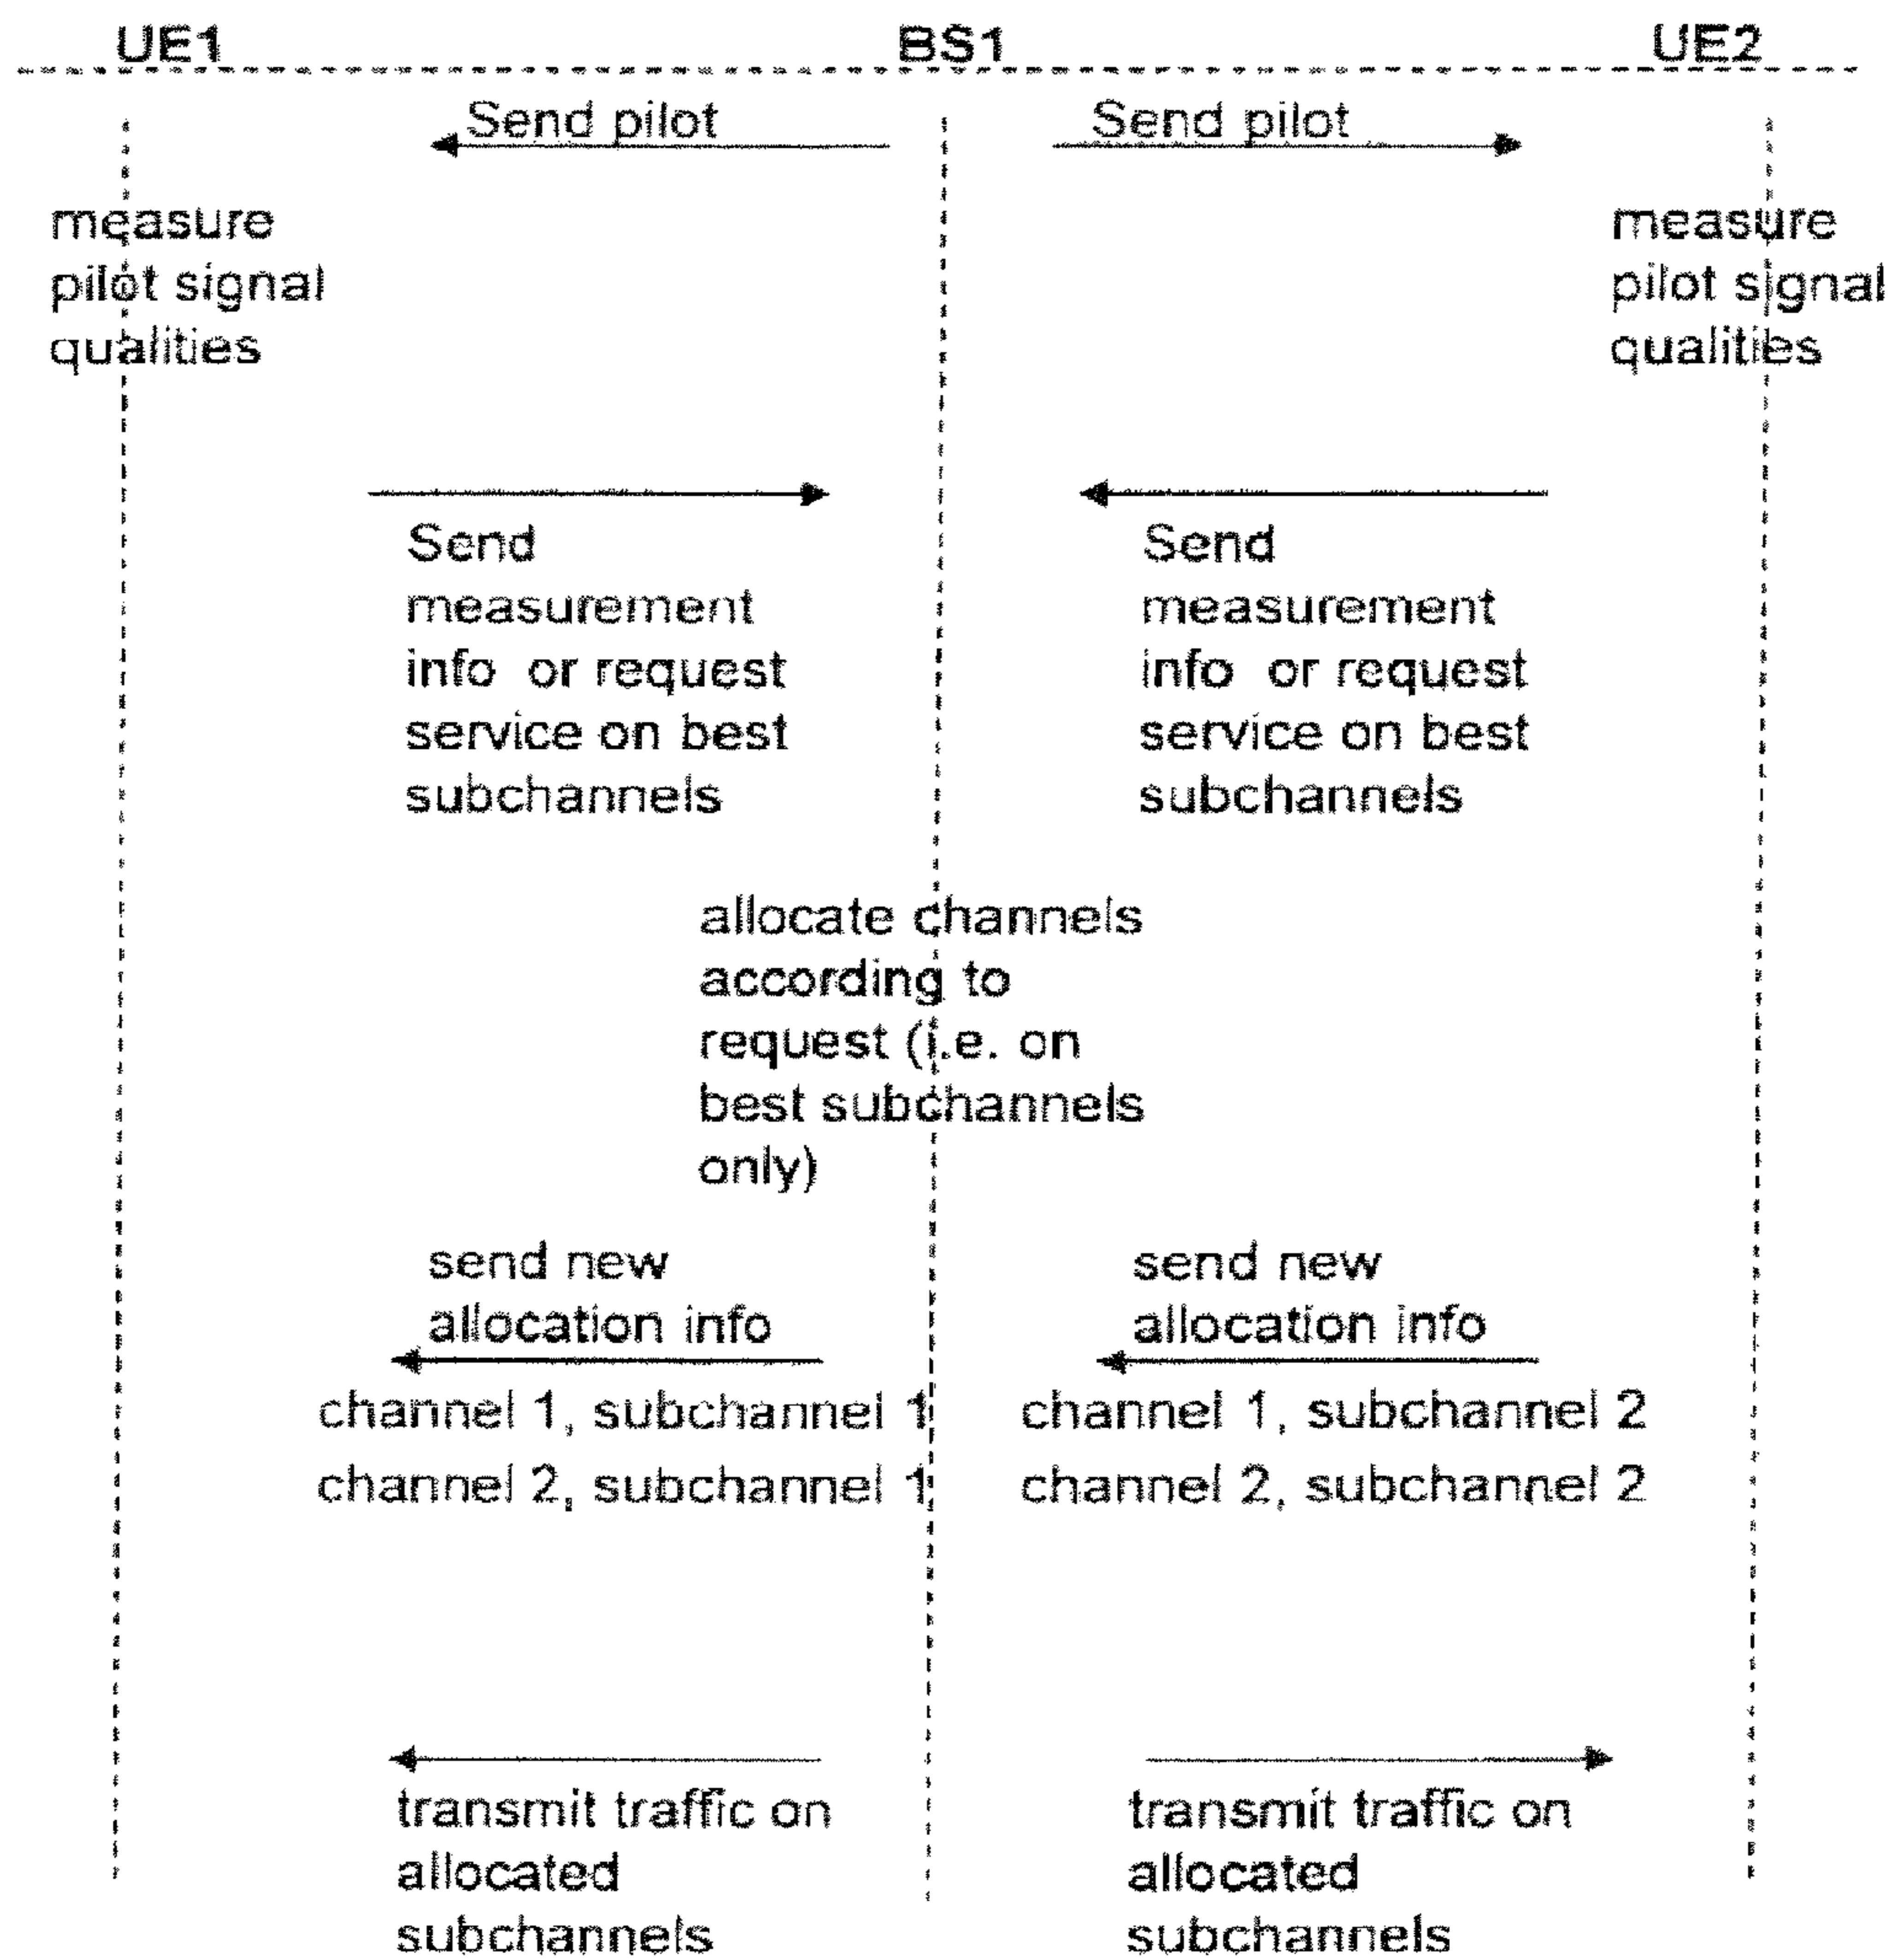 UE1 BS1 UE2
Send pilot Send pilot
measure
pilot signal
qualities
measure
pilot signal
qualities
Send
measurement
info or request
service on best
subchannels
Send
measurement
info or request
service on best
subchannels
allocate channels
according to
request (i.e. on
best subchannels
only)
send new
allocation info
channel 1, subchannel 1
channel 2, subchannel 1
send new
allocation info
channel 1, subchannel 2
channel 2, subchannel 2
transmit traffic on
allocated
subchannels
transmit traffic on
allocated
subchannels